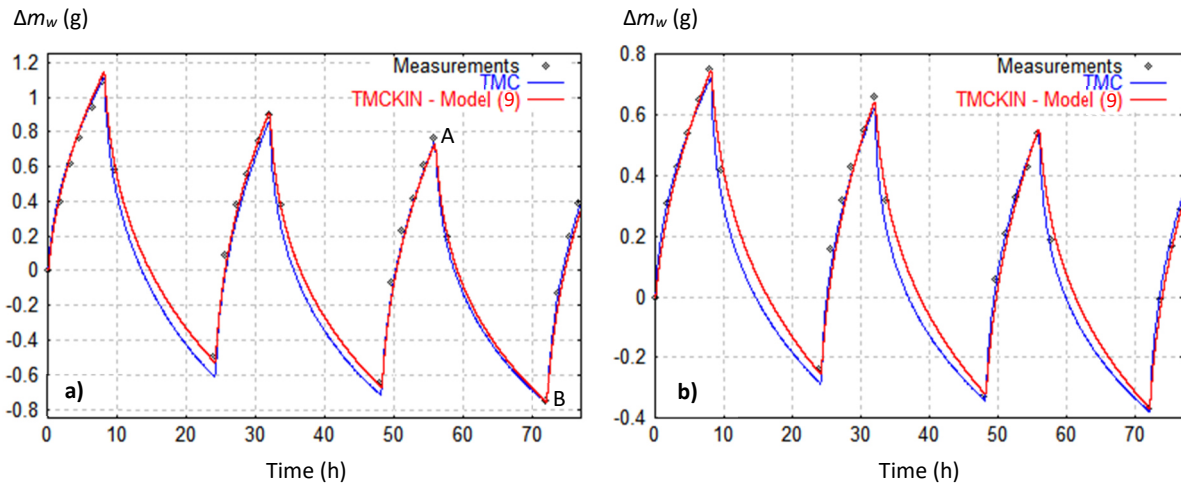 Δm_w (g)
Measurements
TMC
TMCKIN - Model (9)
1.2
1
0.8
0.6
0.4
0.2
0
-0.2
-0.4
-0.6
-0.8
A
B
a)
0 10 20 30 40 50 60 70
Time (h)
Δm_w (g)
Measurements
TMC
TMCKIN - Model (9)
0.8
0.6
0.4
0.2
0
-0.2
-0.4
b)
0 10 20 30 40 50 60 70
Time (h)